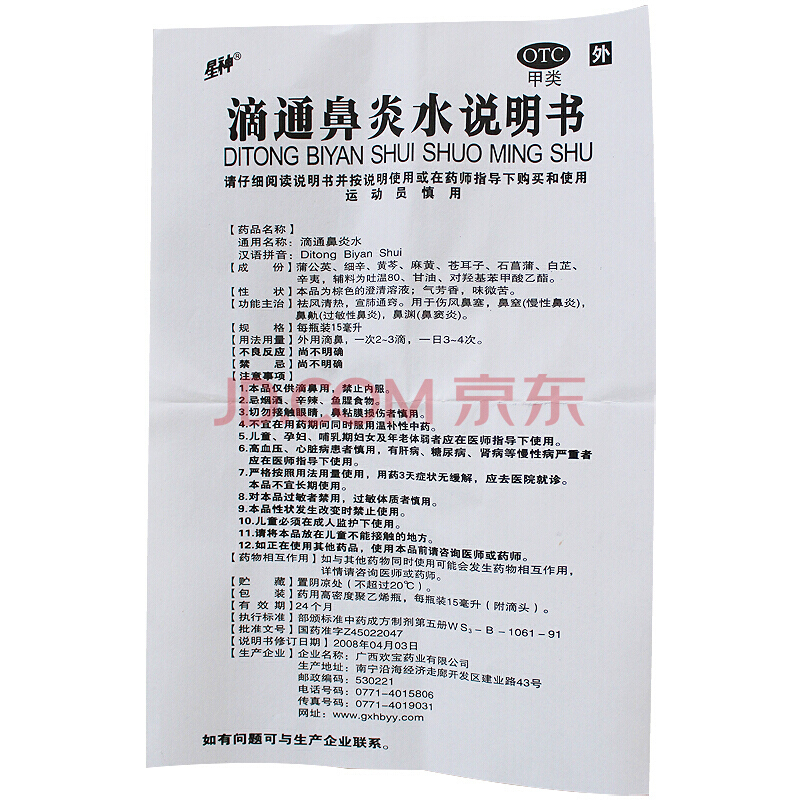 星神®
OTC
甲类
外
滴通鼻炎水说明书
DITONG BIYAN SHUI SHUO MING SHU
请仔细阅读说明书并按说明使用或在药师指导下购买和使用
运动员慎用
【药品名称】
通用名称：滴通鼻炎水
汉语拼音：Ditong Biyan Shui
【成 份】蒲公英、细辛、黄芩、麻黄、苍耳子、石菖蒲、白芷、
辛夷，辅料为吐温80、甘油、对羟基苯甲酸乙酯。
【性 状】本品为棕色的澄清溶液；气芳香，味微苦。
【功能主治】祛风清热，宣肺通窍。用于伤风鼻塞，鼻窒(慢性鼻炎)，
鼻鼽(过敏性鼻炎)，鼻渊(鼻窦炎)。
【规 格】每瓶装15毫升
【用法用量】外用滴鼻，一次2~3滴，一日3~4次。
【不良反应】尚不明确
【禁 忌】尚不明确
【注意事项】
1.本品仅供滴鼻用，禁止内服。
2.忌烟酒、辛辣、鱼腥食物。
3.切勿接触眼睛，鼻粘膜损伤者慎用。
4.不宜在用药期间同时服用温补性中药。
5.儿童、孕妇、哺乳期妇女及年老体弱者应在医师指导下使用。
6.高血压、心脏病患者慎用，有肝病、糖尿病、肾病等慢性病严重者
应在医师指导下使用。
7.严格按照用法用量使用，用药3天症状无缓解，应去医院就诊。
本品不宜长期使用。
8.对本品过敏者禁用，过敏体质者慎用。
9.本品性状发生改变时禁止使用。
10.儿童必须在成人监护下使用。
11.请将本品放在儿童不能接触的地方。
12.如正在使用其他药品，使用本品前请咨询医师或药师。
【药物相互作用】如与其他药物同时使用可能会发生药物相互作用，
详情请咨询医师或药师。
【贮 藏】置阴凉处（不超过20℃）。
【包 装】药用高密度聚乙烯瓶，每瓶装15毫升（附滴头）。
【有 效 期】24个月
【执行标准】部颁标准中药成方制剂第五册WS₃－B－1061－91
【批准文号】国药准字Z45022047
【说明书修订日期】2008年04月03日
【生产企业】企业名称：广西欢宝药业有限公司
生产地址：南宁沿海经济走廊开发区建业路43号
邮政编码：530221
电话号码：0771-4015806
传真号码：0771-4019031
网址：www.gxhbyy.com
如有问题可与生产企业联系。
JD.COM 京东